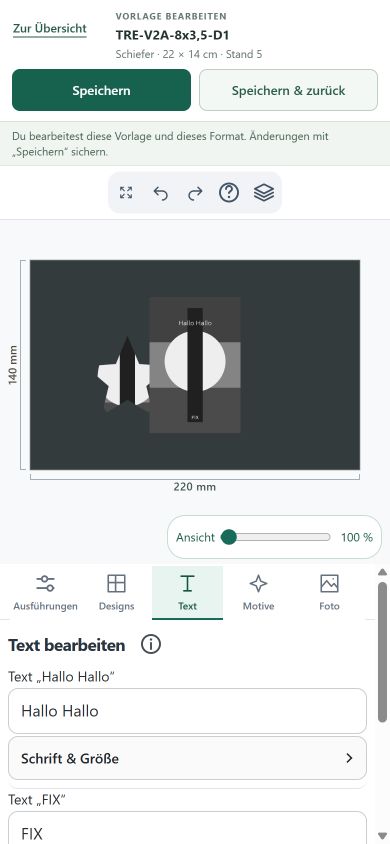 Zur Übersicht
VORLAGE BEARBEITEN
TRE-V2A-8x3,5-D1
Schiefer · 22 × 14 cm · Stand 5
Speichern
Speichern & zurück
Du bearbeitest diese Vorlage und dieses Format. Änderungen mit
„Speichern“ sichern.
Hallo Hallo
FIX
140 mm
220 mm
Ansicht
100 %
Ausführungen
Designs
Text
Motive
Foto
Text bearbeiten
Text „Hallo Hallo“
Hallo Hallo
Schrift & Größe
Text „FIX“
FIX